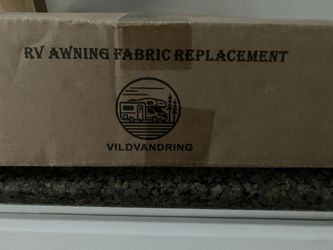 RV AWNING FABRIC REPLACEMENT
VILDVANDRING